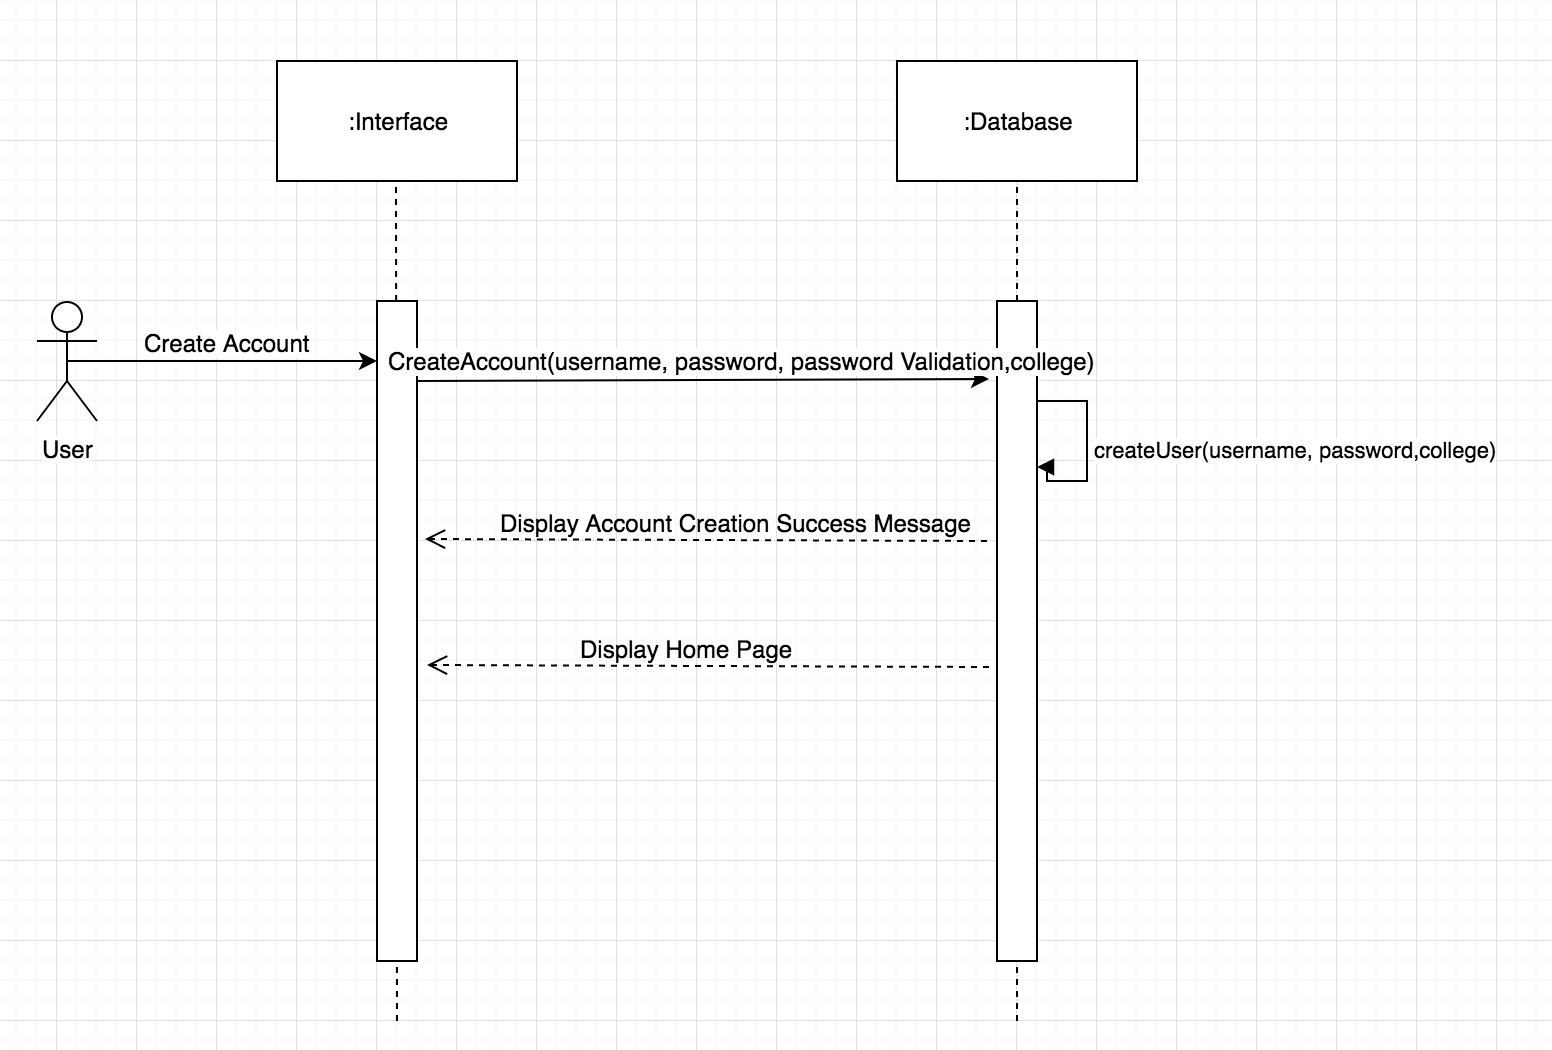 :Interface
:Database
Create Account
CreateAccount(username, password, password Validation,college)
User
createUser(username, password,college)
Display Account Creation Success Message
Display Home Page